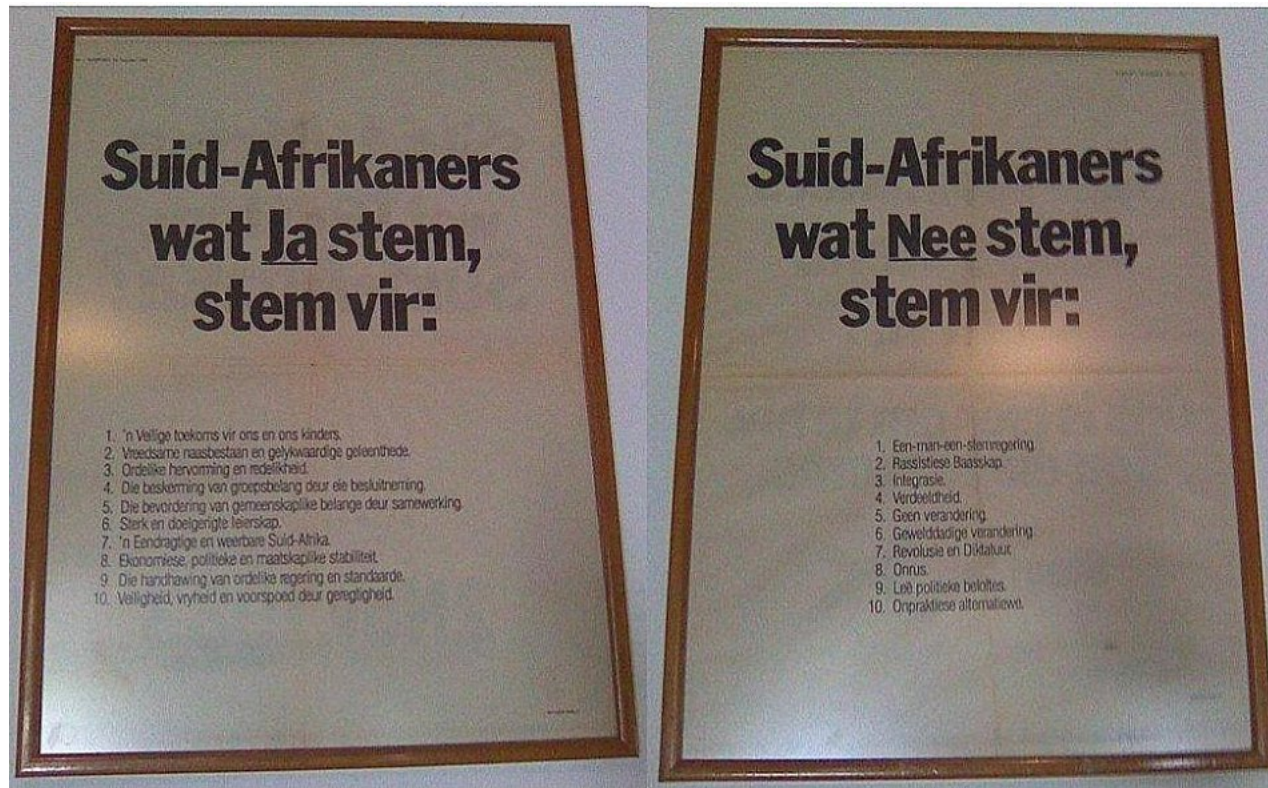 Suid-Afrikaners
wat Ja stem,
stem vir:
1. 'n Veilige toekoms vir ons en ons kinders.
2. Vreedsame naasbestaan en gelykwaardige geleenthede.
3. Ordelike hervorming en redelikheid.
4. Die beskerming van groepsbelang deur eie besluitneming.
5. Die bevordering van gemeenskaplike belange deur samewerking.
6. Sterk en doelgerigte leierskap.
7. 'n Eendragtige en weerbare Suid-Afrika.
8. Ekonomiese, politieke en maatskaplike stabiliteit.
9. Die handhawing van ordelike regering en standaarde.
10. Veiligheid, vryheid en voorspoed deur geregtigheid.
Suid-Afrikaners
wat Nee stem,
stem vir:
1. Een-man-een-stemregering.
2. Rassistiese Baasskap.
3. Integrasie.
4. Verdeeldheid.
5. Geen verandering.
6. Gewelddadige verandering.
7. Revolusie en Diktatuur.
8. Onrus.
9. Leë politieke beloftes.
10. Onpraktiese alternatiewe.